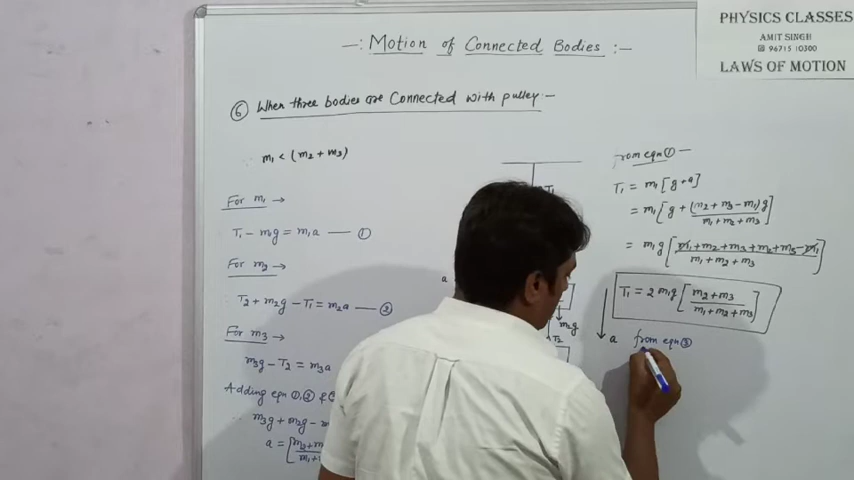 PHYSICS CLASSES
AMIT SINGH
96715 10300
LAWS OF MOTION
—: Motion of Connected Bodies :—
⑥ When three bodies are Connected with pulley:—
m₁ < (m₂ + m₃)
For m₁ →
T₁ - m₁g = m₁a —— ①
For m₂ →
T₂ + m₂g - T₁ = m₂a —— ②
For m₃ →
m₃g - T₂ = m₃a
Adding eqn ①, ② &
m₃g + m₂g -
a = [
T₁
a
m₂g
T₂
a
from eqn ① —
T₁ = m₁[g+a]
= m₁[g + (m₂ + m₃ - m₁)g / m₁ + m₂ + m₃]
= m₁g [m₁ + m₂ + m₃ + m₂ + m₃ - m₁ / m₁ + m₂ + m₃]
T₁ = 2 m₁g [m₂ + m₃ / m₁ + m₂ + m₃]
from eqn ③